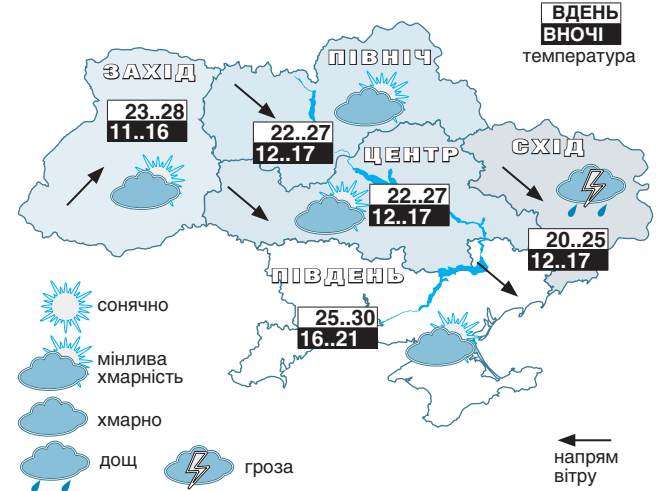 ВДЕНЬ
ВНОЧІ
температура
ПІВНІЧ
ЗАХІД
23..28
11..16
22..27
12..17
ЦЕНТР
22..27
12..17
СХІД
20..25
12..17
ПІВДЕНЬ
25..30
16..21
сонячно
мінлива
хмарність
хмарно
дощ
гроза
напрям
вітру